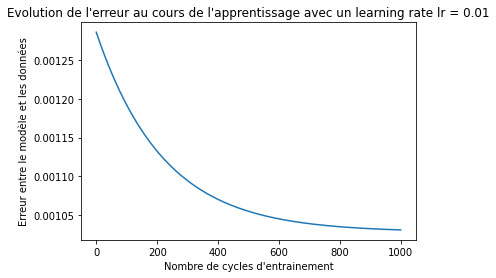 Evolution de l'erreur au cours de l'apprentissage avec un learning rate lr = 0.01
Erreur entre le modèle et les données
0.00125
0.00120
0.00115
0.00110
0.00105
0 200 400 600 800 1000
Nombre de cycles d'entrainement